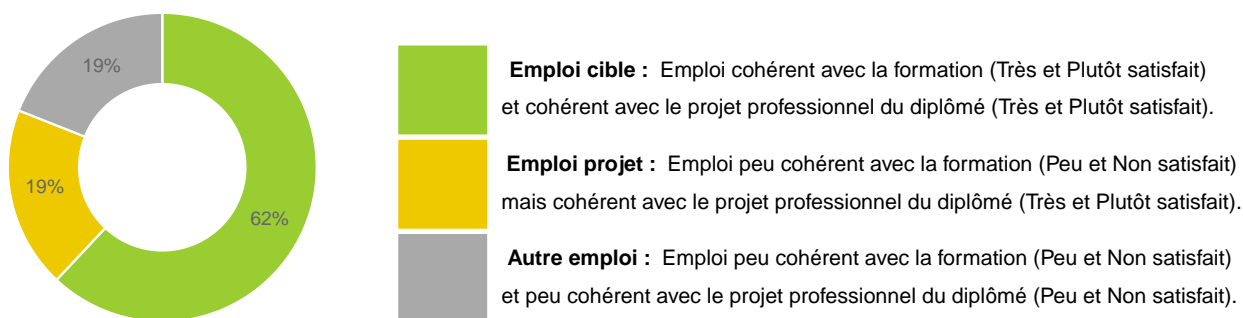 19%
19%
62%
Emploi cible : Emploi cohérent avec la formation (Très et Plutôt satisfait)
et cohérent avec le projet professionnel du diplômé (Très et Plutôt satisfait).
Emploi projet : Emploi peu cohérent avec la formation (Peu et Non satisfait)
mais cohérent avec le projet professionnel du diplômé (Très et Plutôt satisfait).
Autre emploi : Emploi peu cohérent avec la formation (Peu et Non satisfait)
et peu cohérent avec le projet professionnel du diplômé (Peu et Non satisfait).